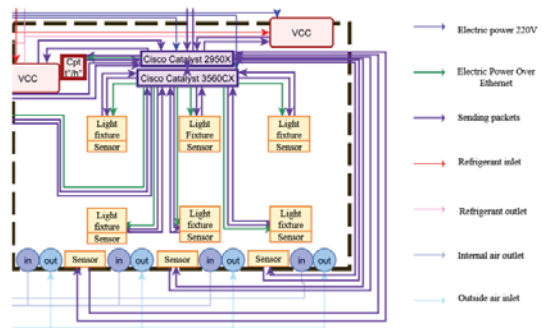 VCC
Electric power 220V
Cisco Catalyst 2950X
Cpt
t°/h°
VCC
Cisco Catalyst 3560CX
Electric Power Over
Ethernet
Light
fixture
Sensor
Light
Fixture
Sensor
Light
fixture
Sensor
Sending packets
Refrigerant inlet
Refrigerant outlet
Light
fixture
Sensor
Light
fixture
Sensor
Light
fixture
Sensor
in
out
Sensor
in
out
Sensor
in
out
Sensor
in
out
Internal air outlet
Outside air inlet